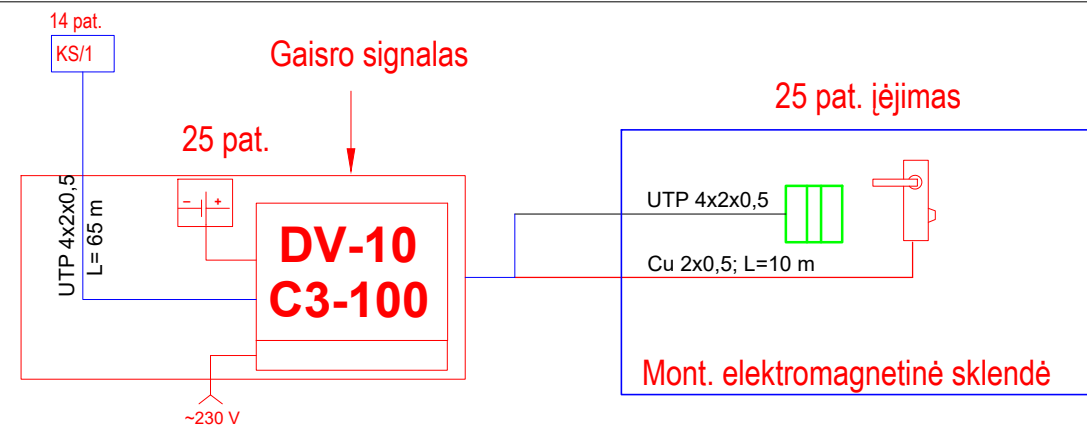 14 pat.
KS/1
Gaisro signalas
25 pat. įėjimas
25 pat.
UTP 4x2x0,5
L= 65 m
- +
DV-10
C3-100
UTP 4x2x0,5
Cu 2x0,5; L=10 m
Mont. elektromagnetinė sklendė
~230 V